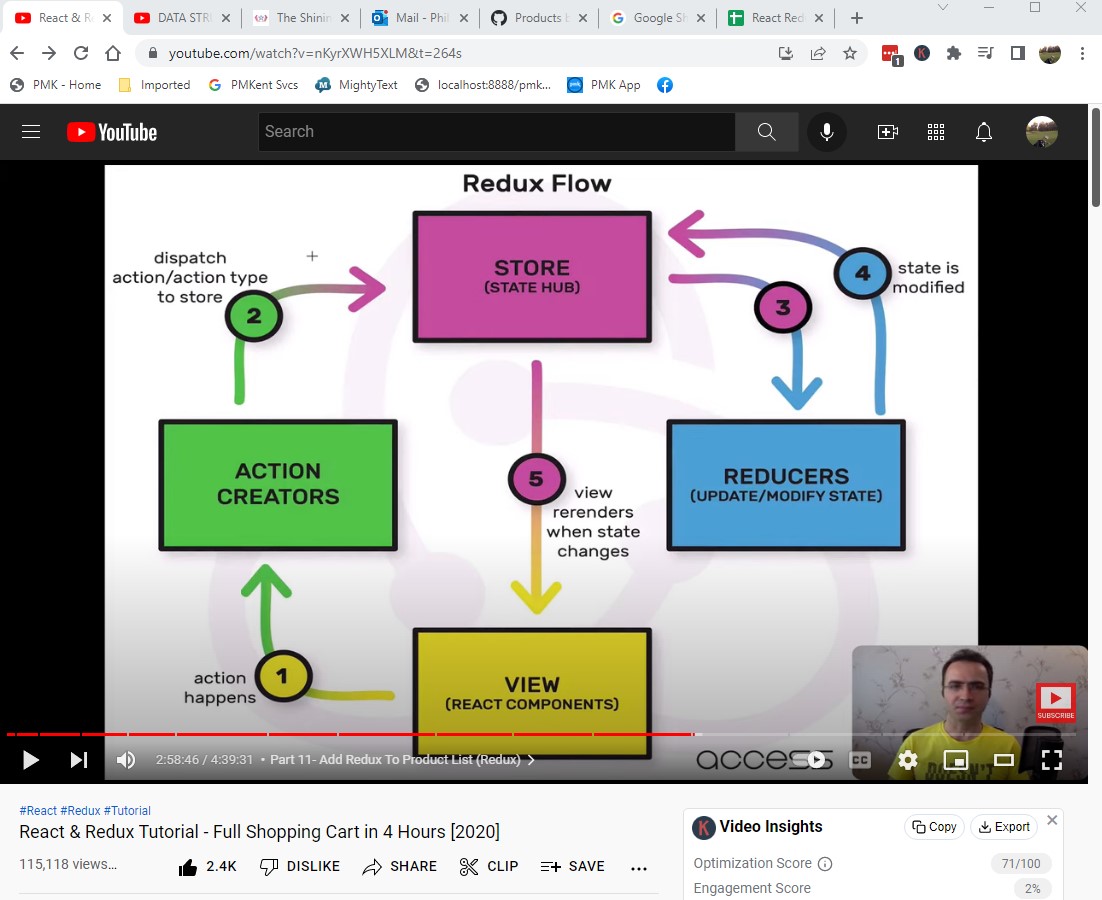 React & R
DATA STR
The Shinin
Mail - Phil
Products b
Google Sh
React Red
youtube.com/watch?v=nKyrXWH5XLM&t=264s
1
PMK - Home
Imported
PMKent Svcs
MightyText
localhost:8888/pmk...
PMK App
YouTube
Search
Redux Flow
dispatch
action/action type
to store
2
STORE
(STATE HUB)
3
4
state is
modified
ACTION
CREATORS
5
view
rerenders
when state
changes
REDUCERS
(UPDATE/MODIFY STATE)
action
happens
1
VIEW
(REACT COMPONENTS)
SUBSCRIBE
access
DOESN'T
2:58:46 / 4:39:31 • Part 11- Add Redux To Product List (Redux)
CC
#React #Redux #Tutorial
React & Redux Tutorial - Full Shopping Cart in 4 Hours [2020]
115,118 views...
2.4K
DISLIKE
SHARE
CLIP
SAVE
K Video Insights
Copy
Export
Optimization Score
71/100
Engagement Score
2%